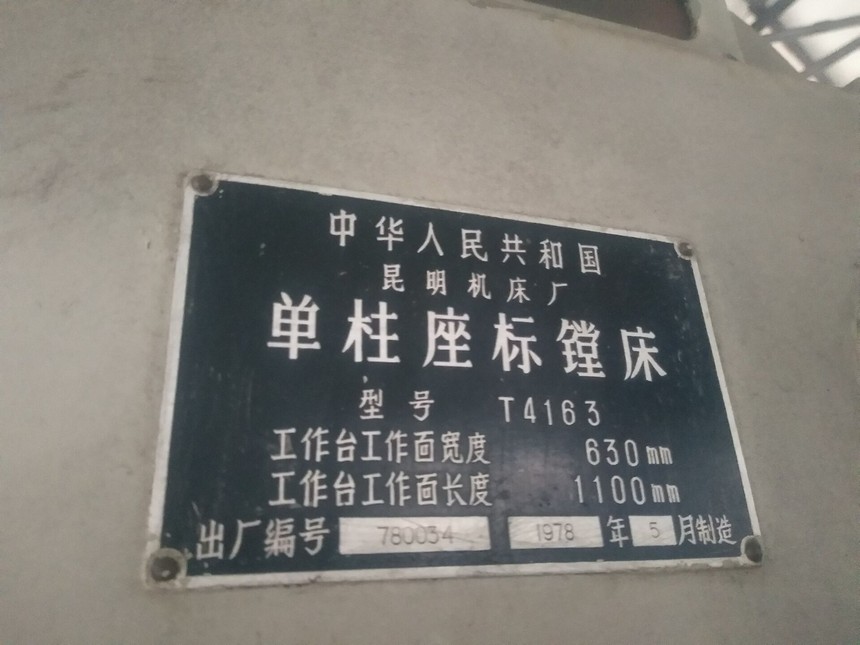 中华人民共和国
昆明机床厂
单柱座标镗床
型号 T4163
工作台工作面宽度 630mm
工作台工作面长度 1100mm
出厂编号 780034 1978 年 5 月制造